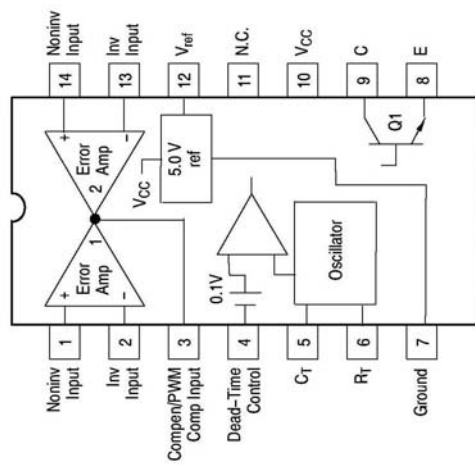 Noninv
Input
1
Inv
Input
2
Compen/PWM
Comp Input
3
Dead–Time
Control
4
CT
5
RT
6
Ground
7
+
Error
Amp
1
–
+
Error
Amp
2
–
VCC
5.0 V
ref
0.1V
Oscillator
Q1
14
Noninv
Input
13
Inv
Input
12
Vref
11
N.C.
10
VCC
9
C
8
E